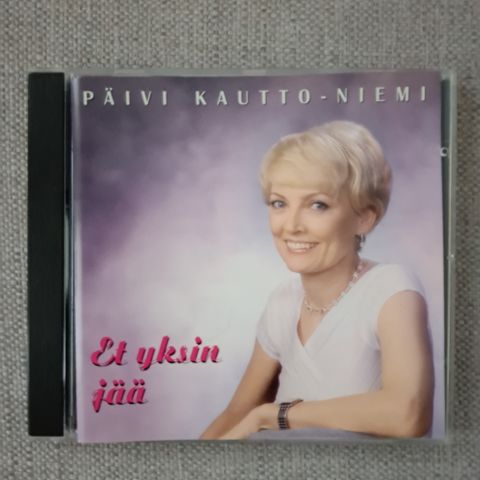 PÄIVI KAUTTO-NIEMI
Et yksin
jää